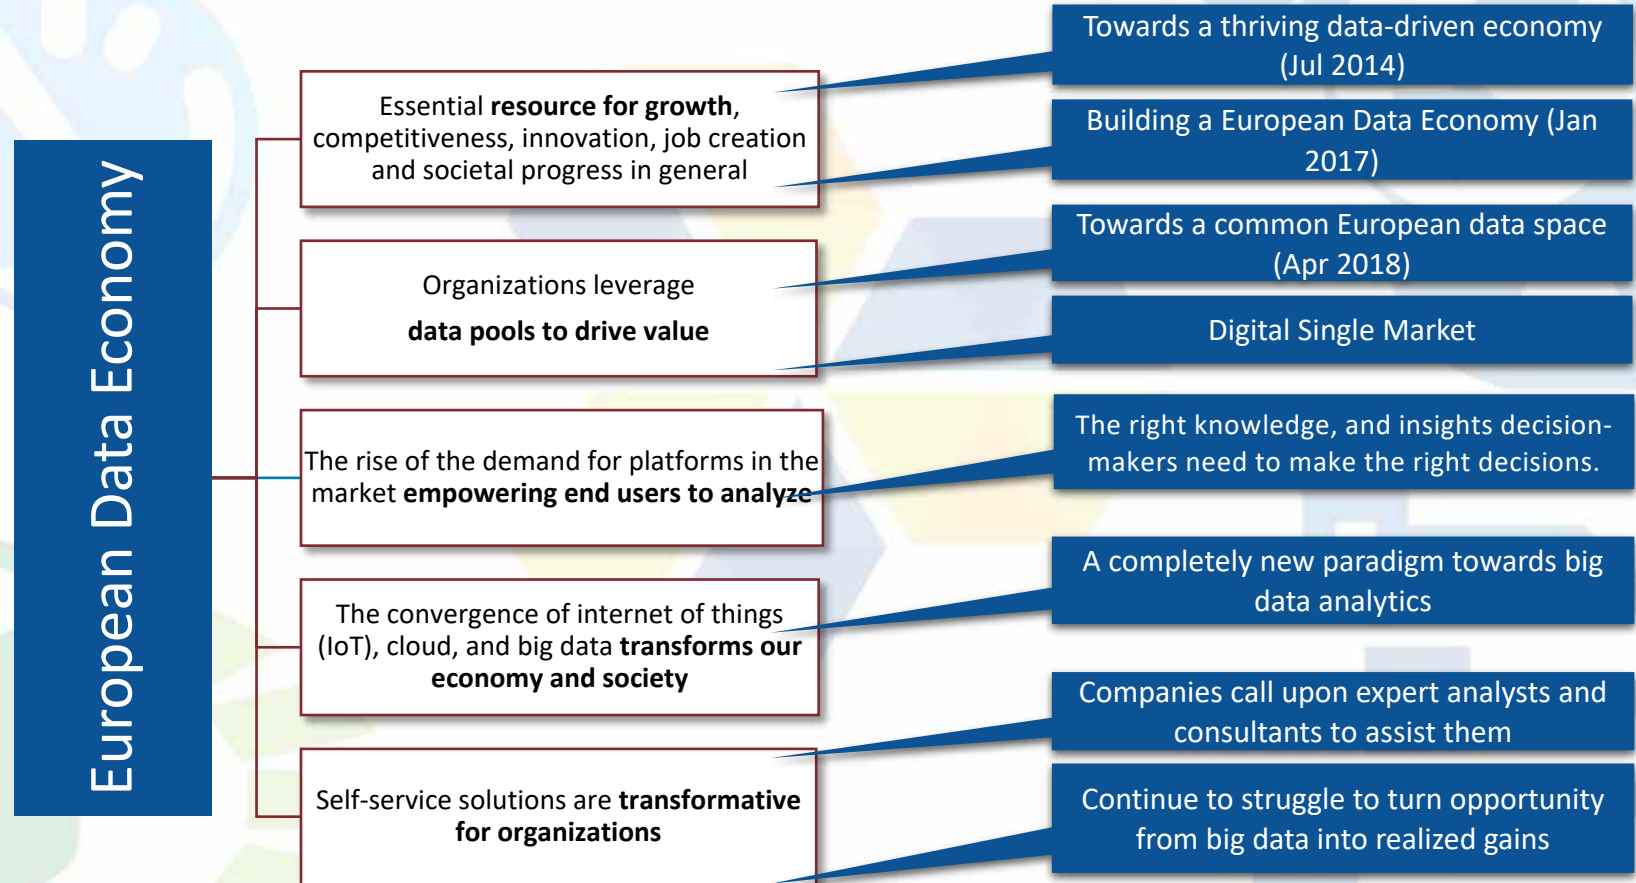 European Data Economy
Essential resource for growth,
competitiveness, innovation, job creation
and societal progress in general
Towards a thriving data-driven economy
(Jul 2014)
Building a European Data Economy (Jan
2017)
Organizations leverage
data pools to drive value
Towards a common European data space
(Apr 2018)
Digital Single Market
The rise of the demand for platforms in the
market empowering end users to analyze
The right knowledge, and insights decision-
makers need to make the right decisions.
The convergence of internet of things
(IoT), cloud, and big data transforms our
economy and society
A completely new paradigm towards big
data analytics
Self-service solutions are transformative
for organizations
Companies call upon expert analysts and
consultants to assist them
Continue to struggle to turn opportunity
from big data into realized gains